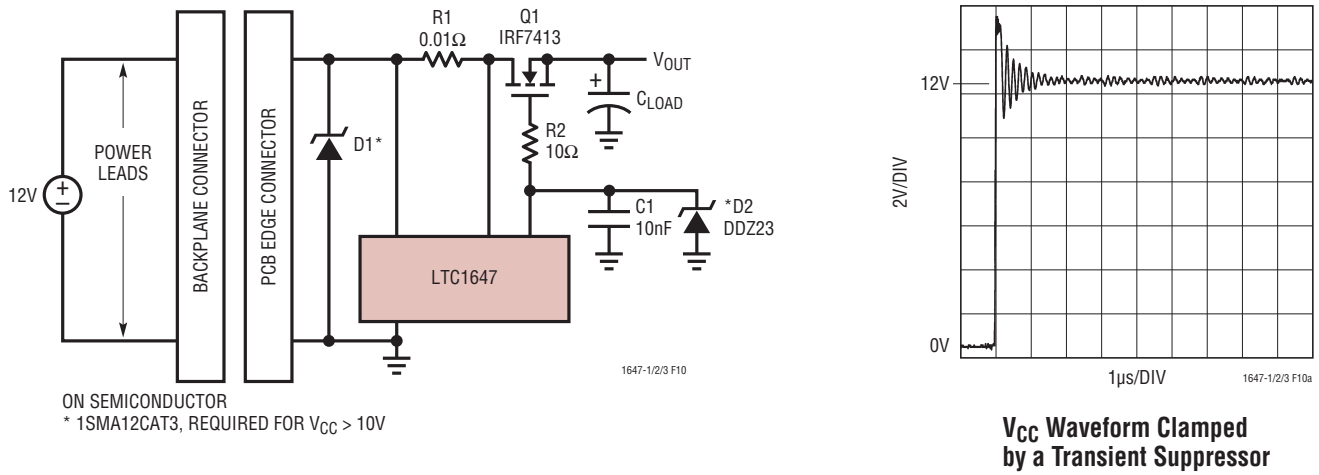 R1
0.01Ω
Q1
IRF7413
VOUT
+
CLOAD
BACKPLANE CONNECTOR
PCB EDGE CONNECTOR
POWER
LEADS
D1*
R2
10Ω
12V
+
–
C1
10nF
*D2
DDZ23
LTC1647
1647-1/2/3 F10
ON SEMICONDUCTOR
* 1SMA12CAT3, REQUIRED FOR VCC > 10V
12V
2V/DIV
0V
1µs/DIV
1647-1/2/3 F10a
VCC Waveform Clamped
by a Transient Suppressor